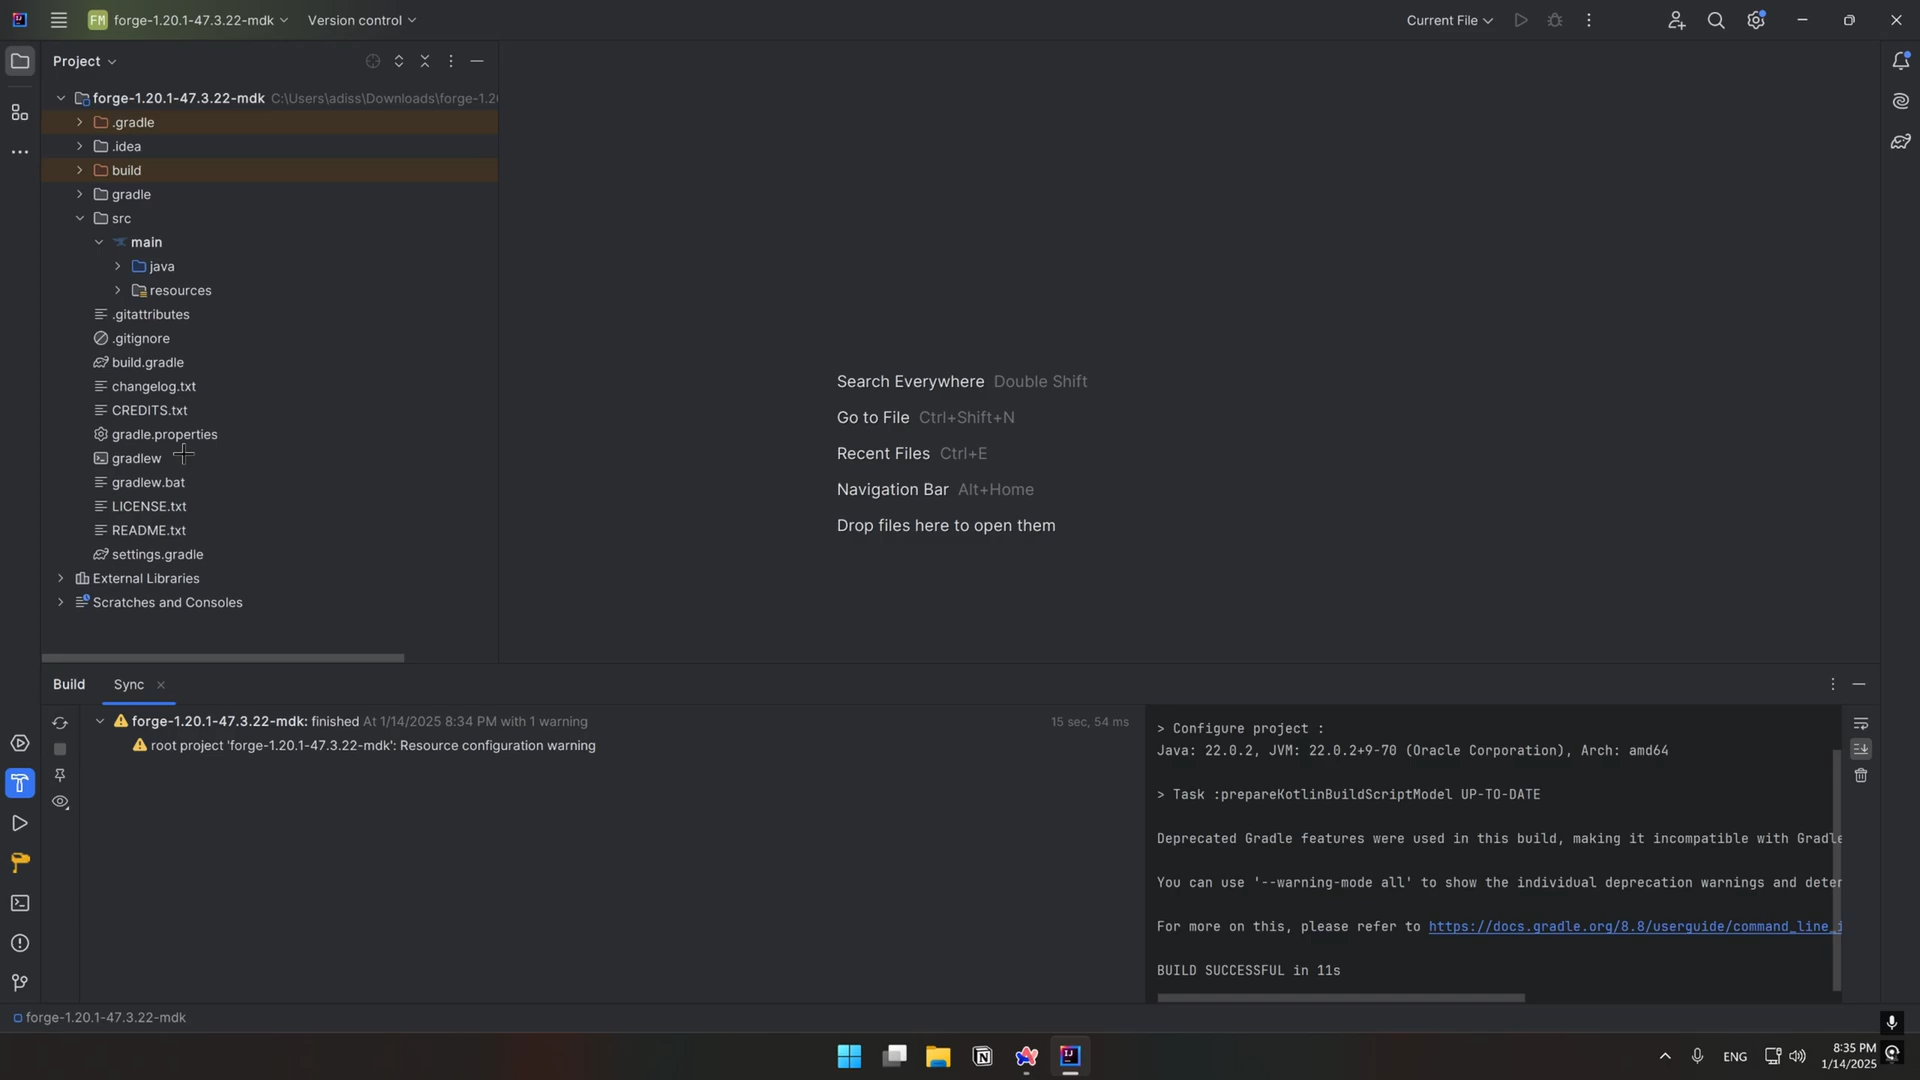 FM forge-1.20.1-47.3.22-mdk Version control Current File
Project
forge-1.20.1-47.3.22-mdk C:\Users\adiss\Downloads\forge-1.20
.gradle
.idea
build
gradle
src
main
java
resources
.gitattributes
.gitignore
build.gradle
changelog.txt
CREDITS.txt
gradle.properties
gradlew
gradlew.bat
LICENSE.txt
README.txt
settings.gradle
External Libraries
Scratches and Consoles
Search Everywhere Double Shift
Go to File Ctrl+Shift+N
Recent Files Ctrl+E
Navigation Bar Alt+Home
Drop files here to open them
Build Sync
forge-1.20.1-47.3.22-mdk: finished At 1/14/2025 8:34 PM with 1 warning 15 sec, 54 ms
root project 'forge-1.20.1-47.3.22-mdk': Resource configuration warning
> Configure project :
Java: 22.0.2, JVM: 22.0.2+9-70 (Oracle Corporation), Arch: amd64
> Task :prepareKotlinBuildScriptModel UP-TO-DATE
Deprecated Gradle features were used in this build, making it incompatible with Gradle
You can use '--warning-mode all' to show the individual deprecation warnings and deter
For more on this, please refer to https://docs.gradle.org/8.8/userguide/command_line_i
BUILD SUCCESSFUL in 11s
forge-1.20.1-47.3.22-mdk
ENG
8:35 PM
1/14/2025